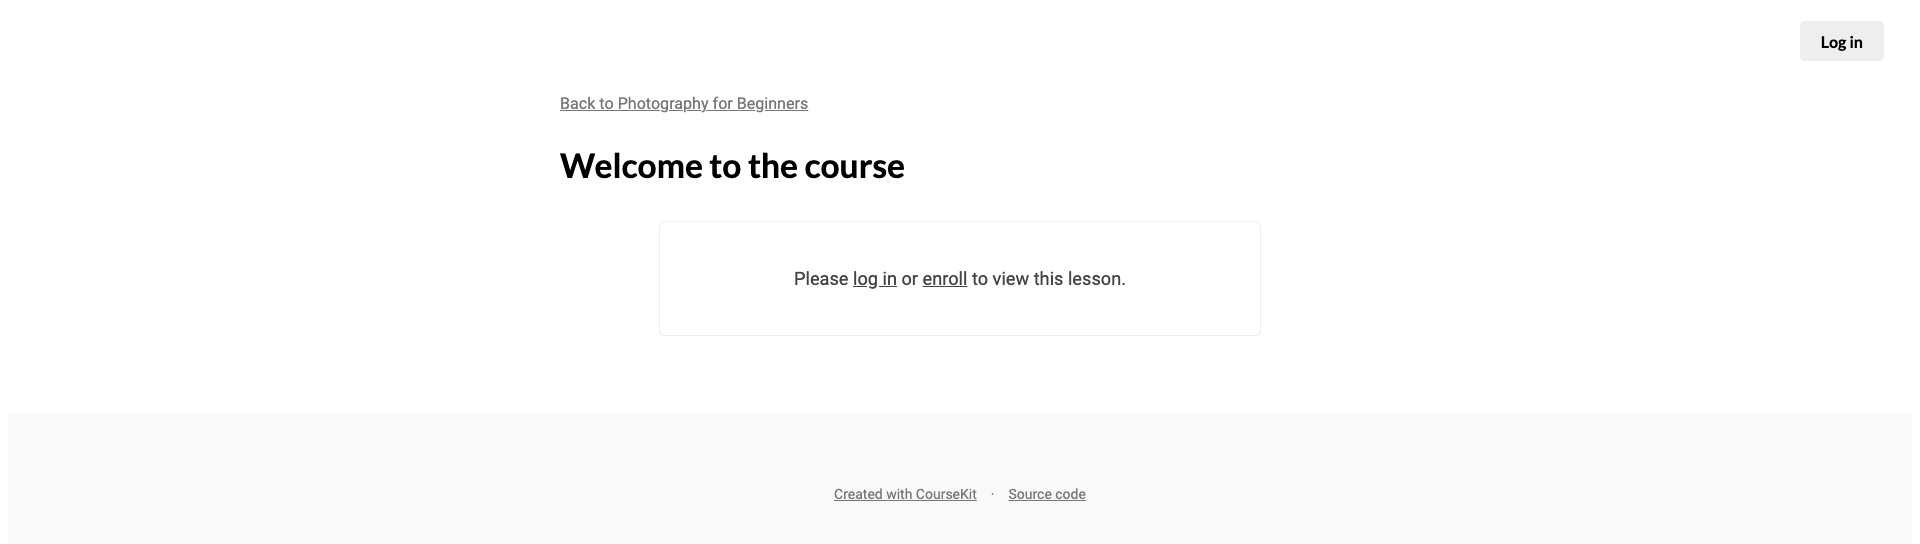 Log in
Back to Photography for Beginners
Welcome to the course
Please log in or enroll to view this lesson.
Created with CourseKit · Source code